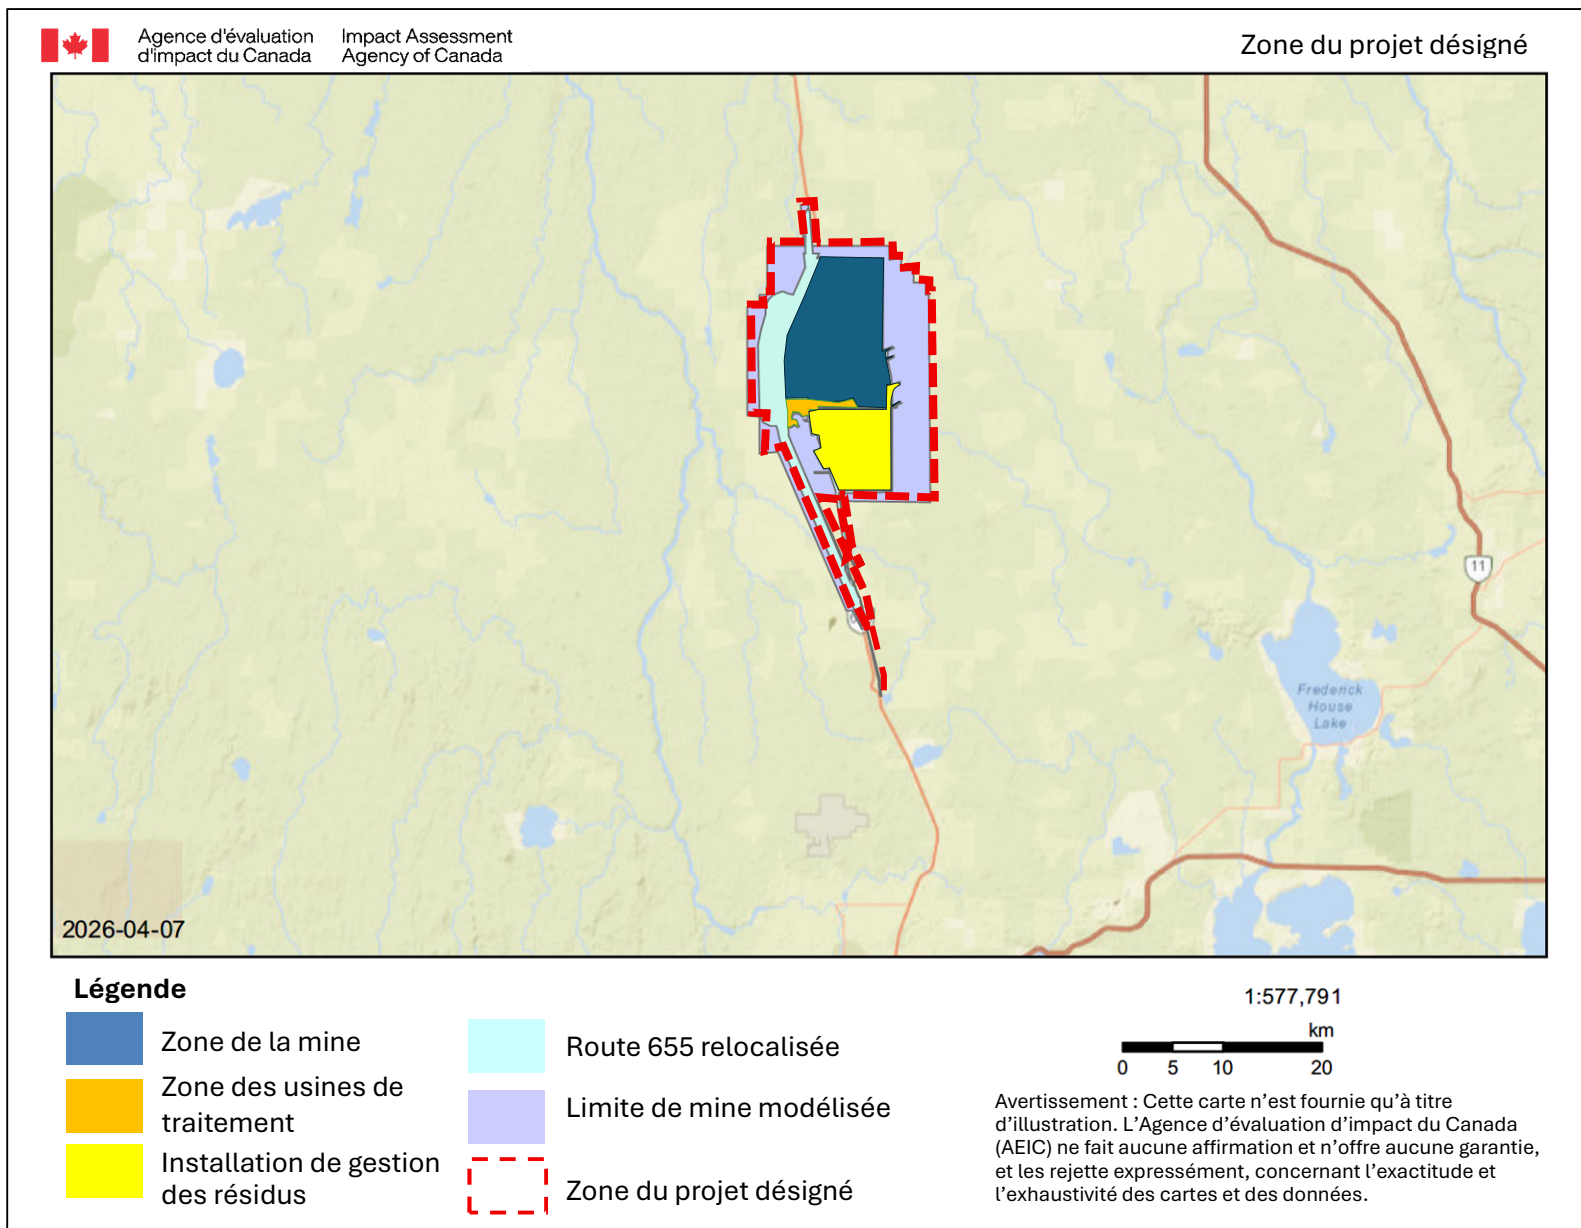 Agence d'évaluation
d'impact du Canada
Impact Assessment
Agency of Canada
Zone du projet désigné
11
Frederick
House
Lake
2026-04-07
Légende
Zone de la mine
Zone des usines de
traitement
Installation de gestion
des résidus
Route 655 relocalisée
Limite de mine modélisée
Zone du projet désigné
1:577,791
km
0 5 10 20
Avertissement : Cette carte n’est fournie qu’à titre
d’illustration. L’Agence d’évaluation d’impact du Canada
(AEIC) ne fait aucune affirmation et n’offre aucune garantie,
et les rejette expressément, concernant l’exactitude et
l’exhaustivité des cartes et des données.